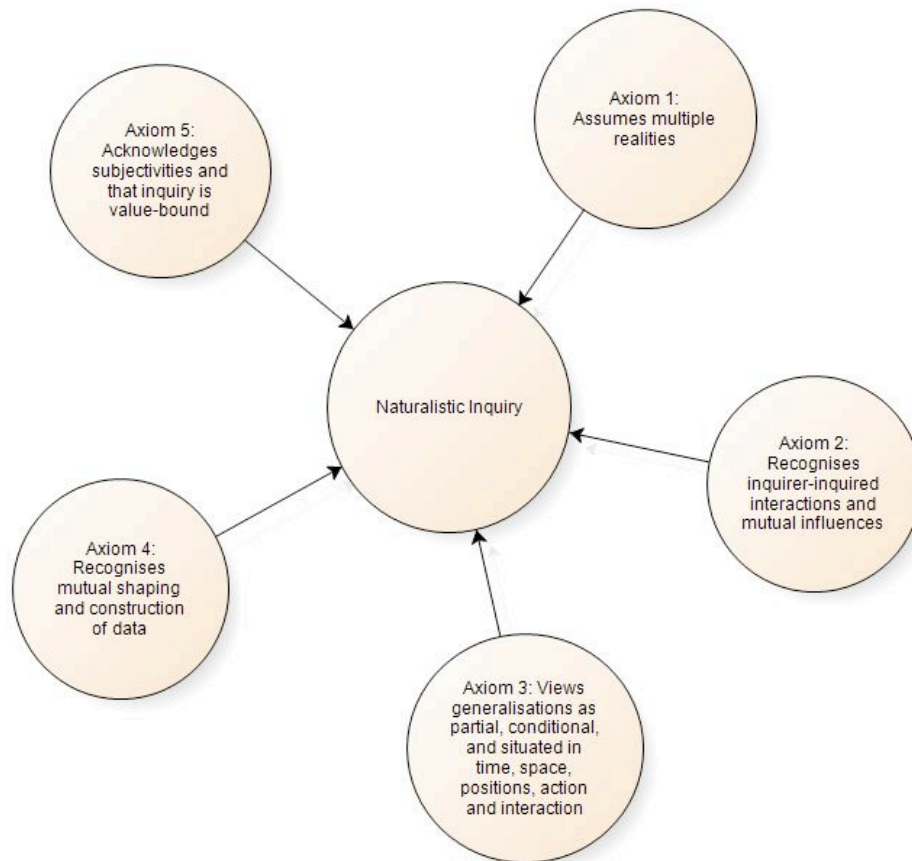 Axiom 1:
Assumes multiple
realities
Axiom 5:
Acknowledges
subjectivities and
that inquiry is
value-bound
Naturalistic Inquiry
Axiom 2:
Recognises
inquirer-inquired
interactions and
mutual influences
Axiom 4:
Recognises
mutual shaping
and construction
of data
Axiom 3: Views
generalisations as
partial, conditional,
and situated in
time, space,
positions, action
and interaction